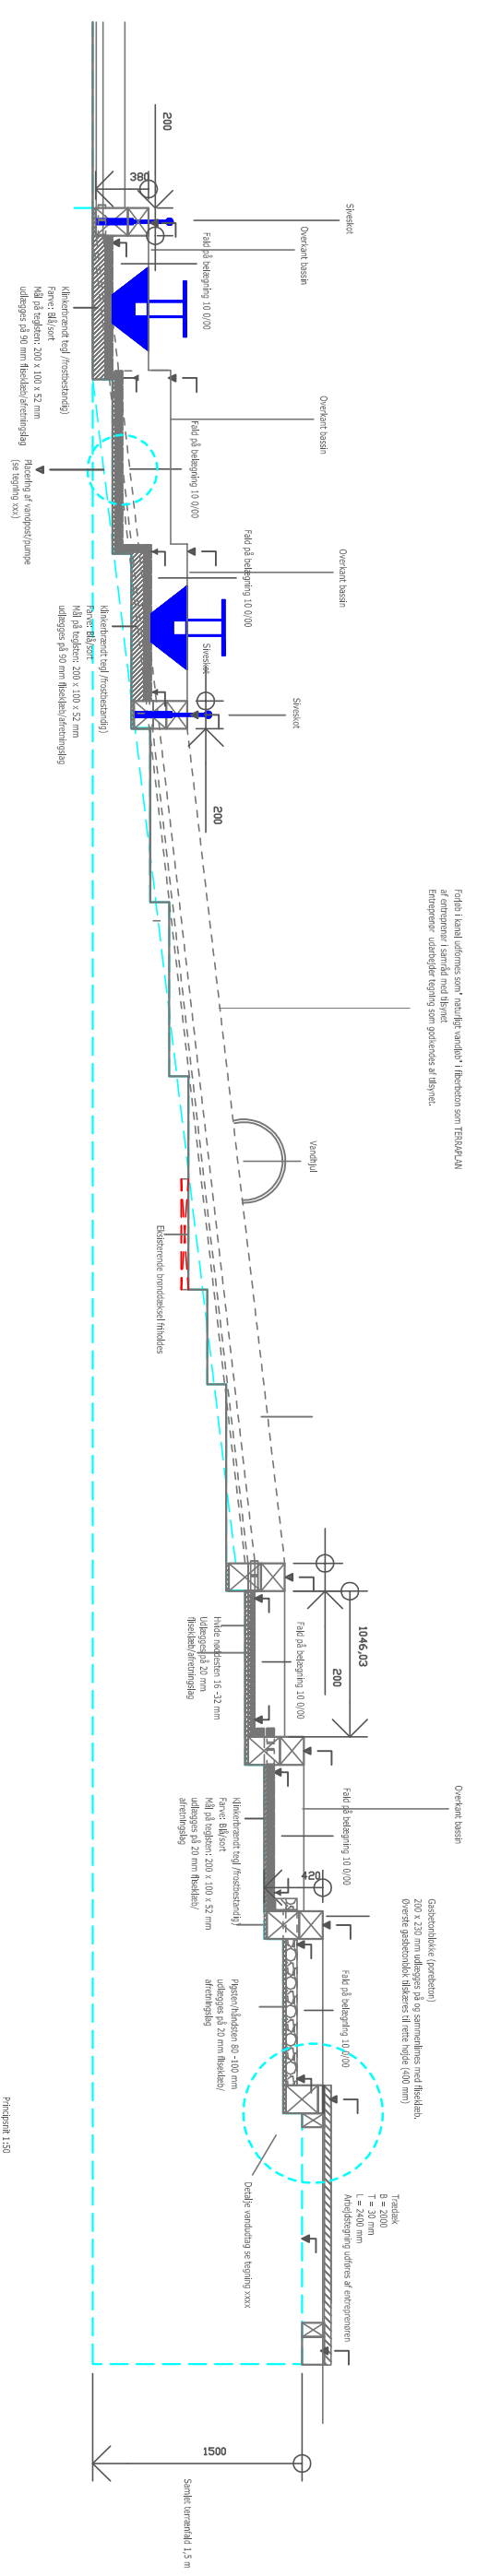 200
380
Siveskot
Overkant bassin
Fald på belægning 10 0/00
Klinkerbrændt tegl /frostbestandig)
Farve: Blå/sort
Mål på teglsten: 200 x 100 x 52 mm
udlægges på 90 mm fliseklæb/afretningslag
Overkant bassin
Fald på belægning 10 0/00
Placering af vandpost/pumpe
(se tegning xxx)
Overkant bassin
Fald på belægning 10 0/00
Klinkerbrændt tegl /frostbestandig)
Farve: Blå/sort
Mål på teglsten: 200 x 100 x 52 mm
udlægges på 90 mm fliseklæb/afretningslag
Siveskot
Siveskot
200
Forløb i kanal udformes som" naturligt vandløb" i fiberbeton som TERRAPLAN
af entreprenør i samråd med tilsynet
Entreprenør udarbejder tegning som godkendes af tilsynet.
Vandhjul
Eksisterende brønddæksel friholdes
1046,03
200
Fald på belægning 10 0/00
Hvide nøddesten 16 -32 mm
Udlægges på 20 mm
fliseklæb/afretningslag
Overkant bassin
Fald på belægning 10 0/00
Klinkerbrændt tegl /frostbestandig)
Farve: Blå/sort
Mål på teglsten: 200 x 100 x 52 mm
udlægges på 20 mm fliseklæb/
afretningslag
420
Gasbetonblokke (porebeton)
200 x 230 mm udlægges på og sammenlimes med fliseklæb.
Øverste gasbetonblok tilskæres til rette højde (400 mm)
Fald på belægning 10 0/00
Pigsten/håndsten 80 -100 mm
udlægges på 20 mm fliseklæb/
afretningslag
Detalje vandudtag se tegning xxxx
Trædæk
B = 2000
T = 30 mm
L = 2400 mm
Arbejdstegning udføres af entreprenøren
1500
Samlet terrænfald 1,5 m
Principsnit 1:50